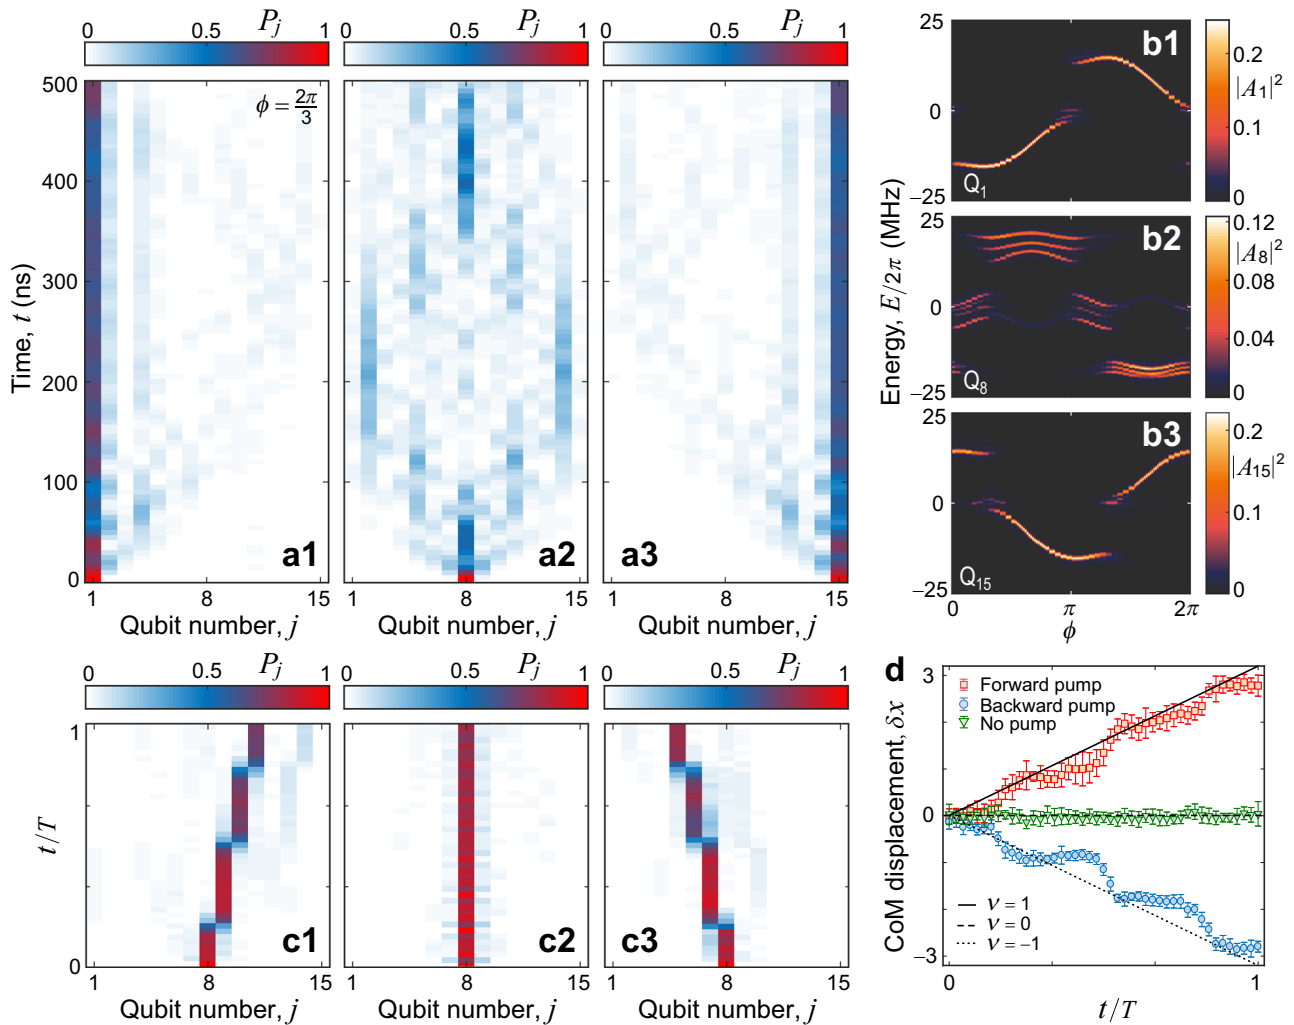 0 0.5 P_j 1
0 0.5 P_j 1
0 0.5 P_j 1
500
400
300
200
100
0
Time, t (ns)
ϕ = 2π/3
a1
a2
a3
1 8 15
1 8 15
1 8 15
Qubit number, j
Qubit number, j
Qubit number, j
Energy, E/2π (MHz)
25
0
−25
b1
Q₁
0.2
|A₁|²
0.1
0
25
0
−25
b2
Q₈
0.12
|A₈|²
0.08
0.04
0
25
0
−25
b3
Q₁₅
0.2
|A₁₅|²
0.1
0
0 π 2π
ϕ
0 0.5 P_j 1
0 0.5 P_j 1
0 0.5 P_j 1
1
0
t/T
c1
c2
c3
1 8 15
1 8 15
1 8 15
Qubit number, j
Qubit number, j
Qubit number, j
d
3
0
−3
CoM displacement, δx
Forward pump
Backward pump
No pump
ν = 1
ν = 0
ν = −1
0 1
t/T